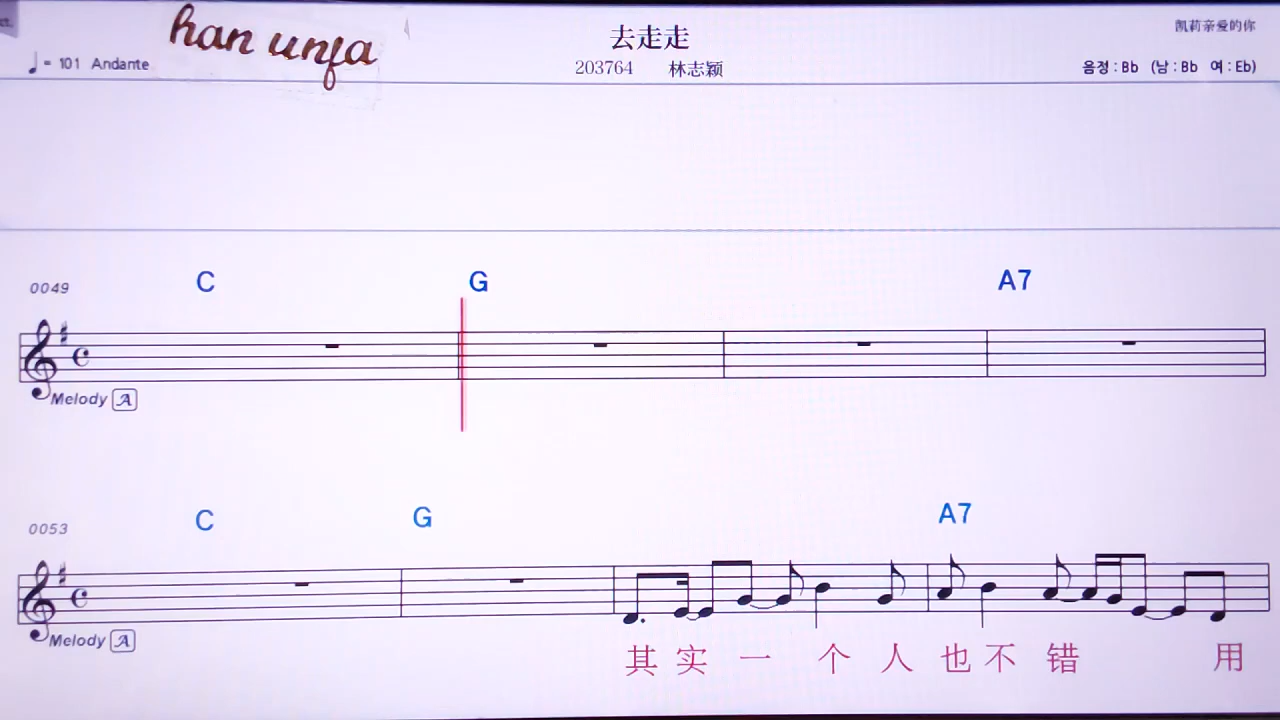 ct.
han unfa
去走走
凯莉亲爱的你
♩= 101 Andante
203764 林志颖
음정 : Bb (남 : Bb 여 : Eb)
C G A7
0049
Melody A
C G A7
0053
Melody A
其 实 一 个 人 也 不 错 用